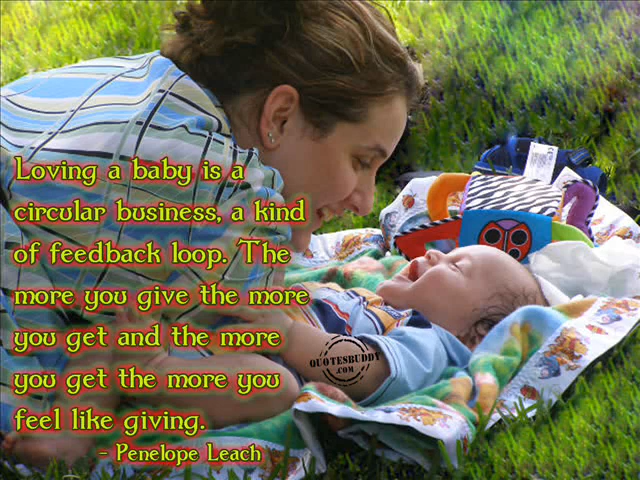 Loving a baby is a
circular business, a kind
of feedback loop. The
more you give the more
you get and the more
you get the more you
feel like giving.
- Penelope Leach
QUOTESBUDDY
.COM